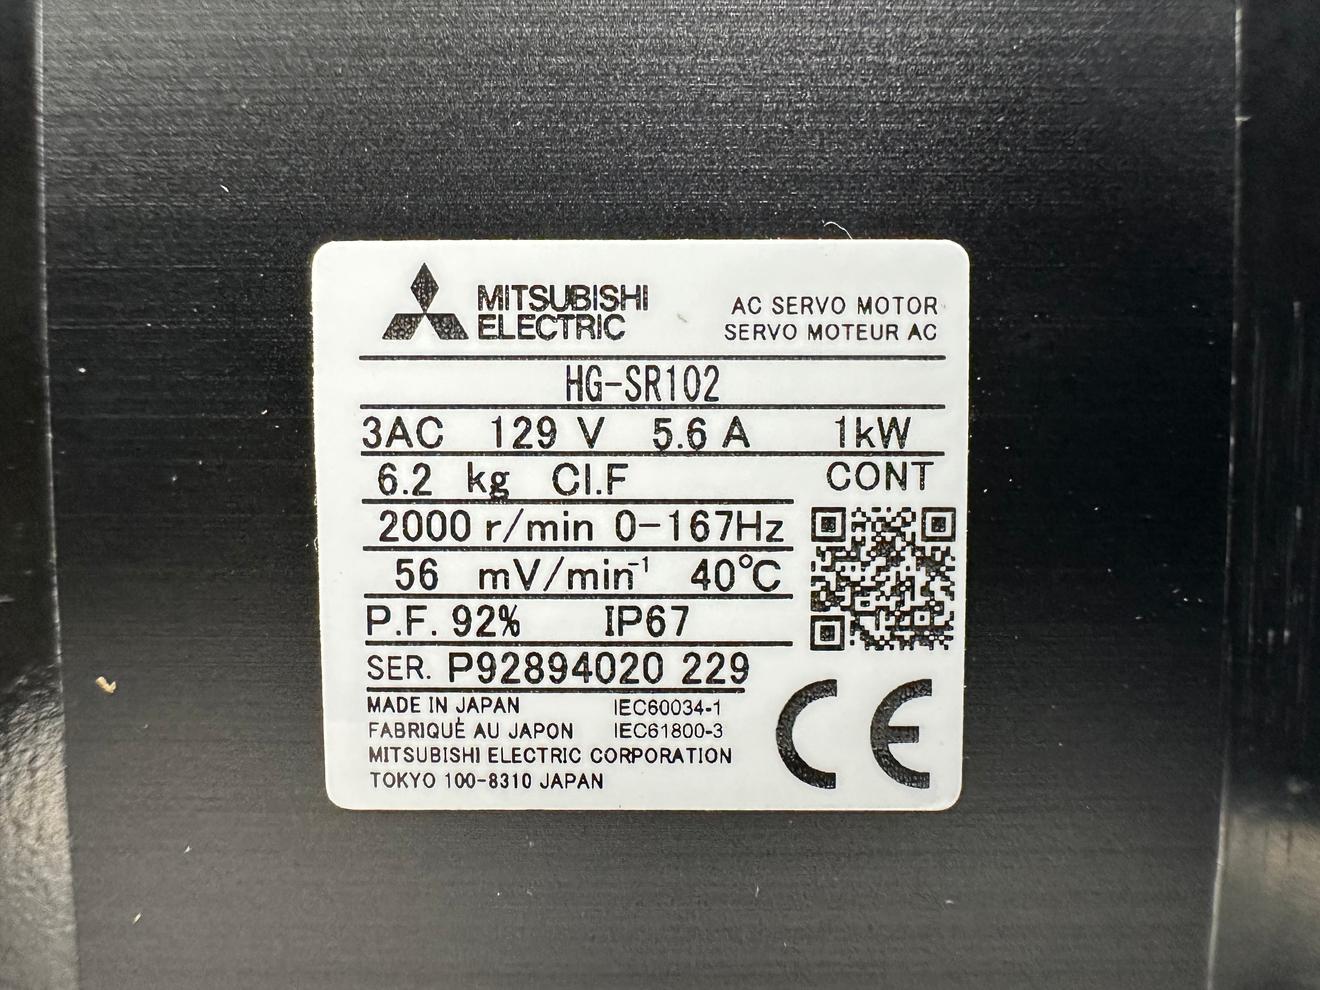 MITSUBISHI
ELECTRIC
AC SERVO MOTOR
SERVO MOTEUR AC
HG-SR102
3AC 129 V 5.6 A 1kW
6.2 kg Cl.F CONT
2000 r/min 0-167Hz
56 mV/min⁻¹ 40°C
P.F. 92% IP67
SER. P92894020 229
MADE IN JAPAN IEC60034-1
FABRIQUÉ AU JAPON IEC61800-3
MITSUBISHI ELECTRIC CORPORATION
TOKYO 100-8310 JAPAN
CE